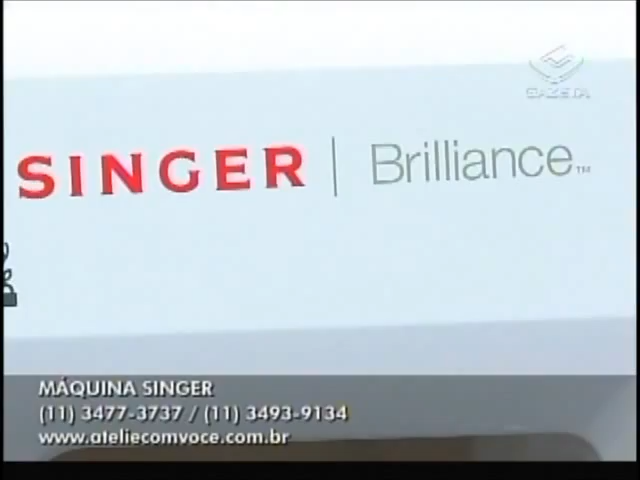 GAZETA
SINGER | Brilliance™
MÁQUINA SINGER
(11) 3477-3737 / (11) 3493-9134
www.ateliecomvoce.com.br